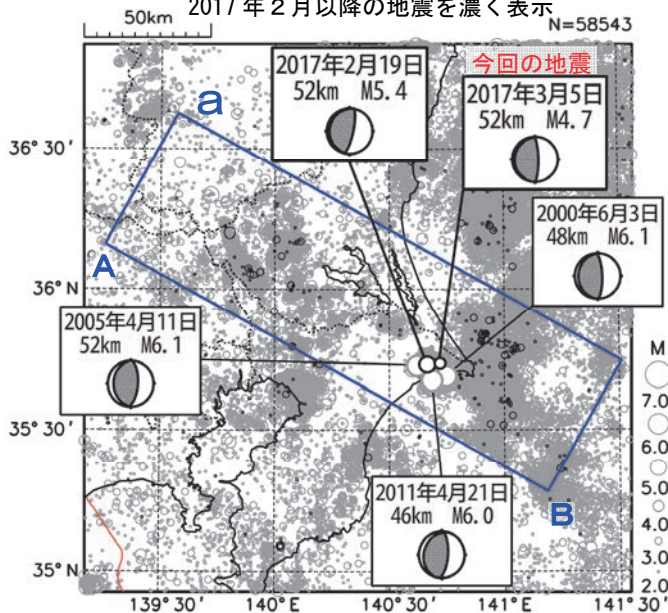 2017年2月以降の地震を濃く表示
50km
N=58543
a
今回の地震
2017年2月19日
52km M5.4
2017年3月5日
52km M4.7
36°30′
2000年6月3日
48km M6.1
A
36°N
2005年4月11日
52km M6.1
M
7.0
35°30′
6.0
5.0
2011年4月21日
46km M6.0
B
4.0
3.0
35°N
2.0
139°30′
140°E
140°30′
141°E
141°30′